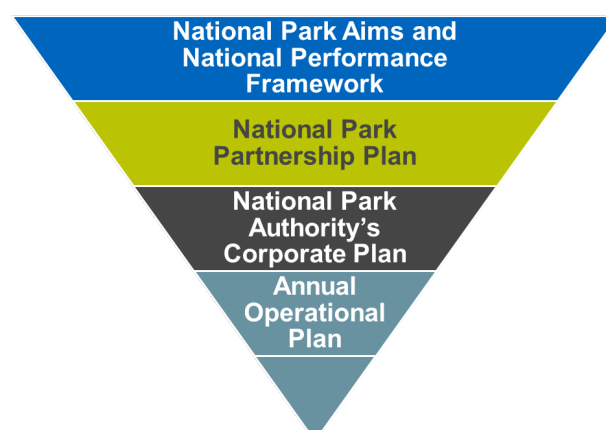 National Park Aims and
National Performance
Framework
National Park
Partnership Plan
National Park
Authority's
Corporate Plan
Annual
Operational
Plan